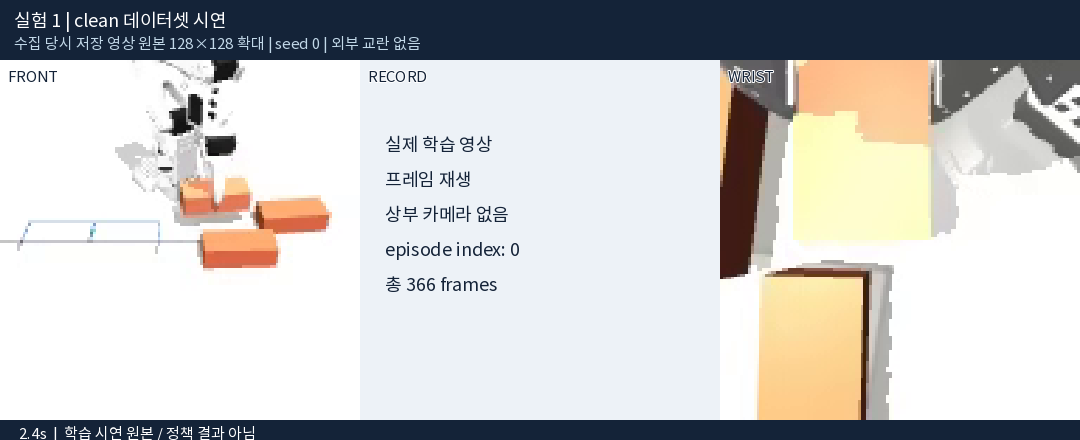 실험 1 | clean 데이터셋 시연
수집 당시 저장 영상 원본 128×128 확대 | seed 0 | 외부 교란 없음
FRONT
RECORD
WRIST
실제 학습 영상
프레임 재생
상부 카메라 없음
episode index: 0
총 366 frames
2.4s | 학습 시연 원본 / 정책 결과 아님